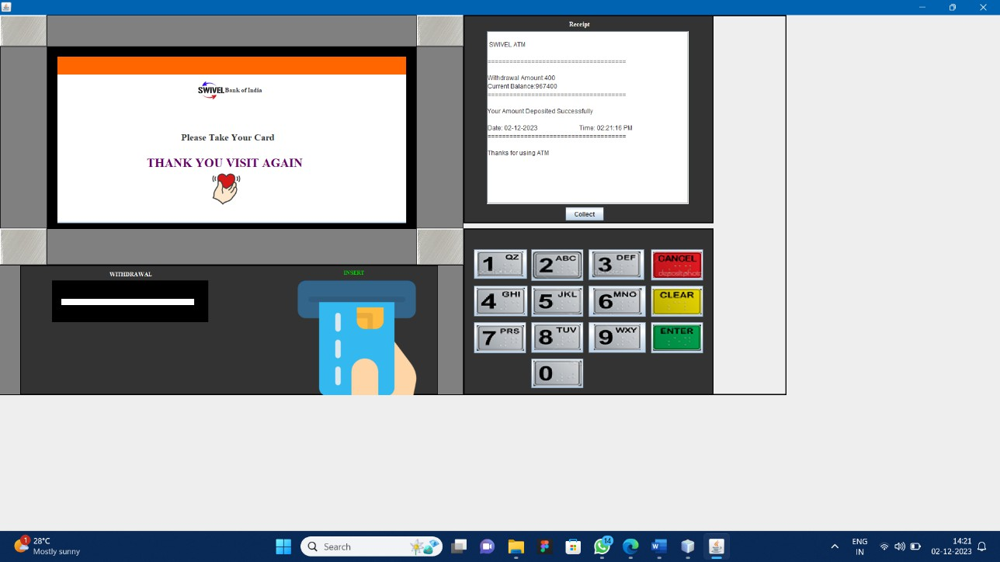 SWIVEL Bank of India
Please Take Your Card
THANK YOU VISIT AGAIN
Receipt
SWIVEL ATM
======================================
Withdrawal Amount:400
Current Balance:967400
======================================
Your Amount Deposited Successfully
Date: 02-12-2023 Time: 02:21:16 PM
======================================
Thanks for using ATM
Collect
WITHDRAWAL
INSERT
1 QZ 2 ABC 3 DEF CANCEL
depositphotos
4 GHI 5 JKL 6 MNO CLEAR
7 PRS 8 TUV 9 WXY ENTER
0
1
28°C
Mostly sunny
Search
14
ENG
IN
14:21
02-12-2023